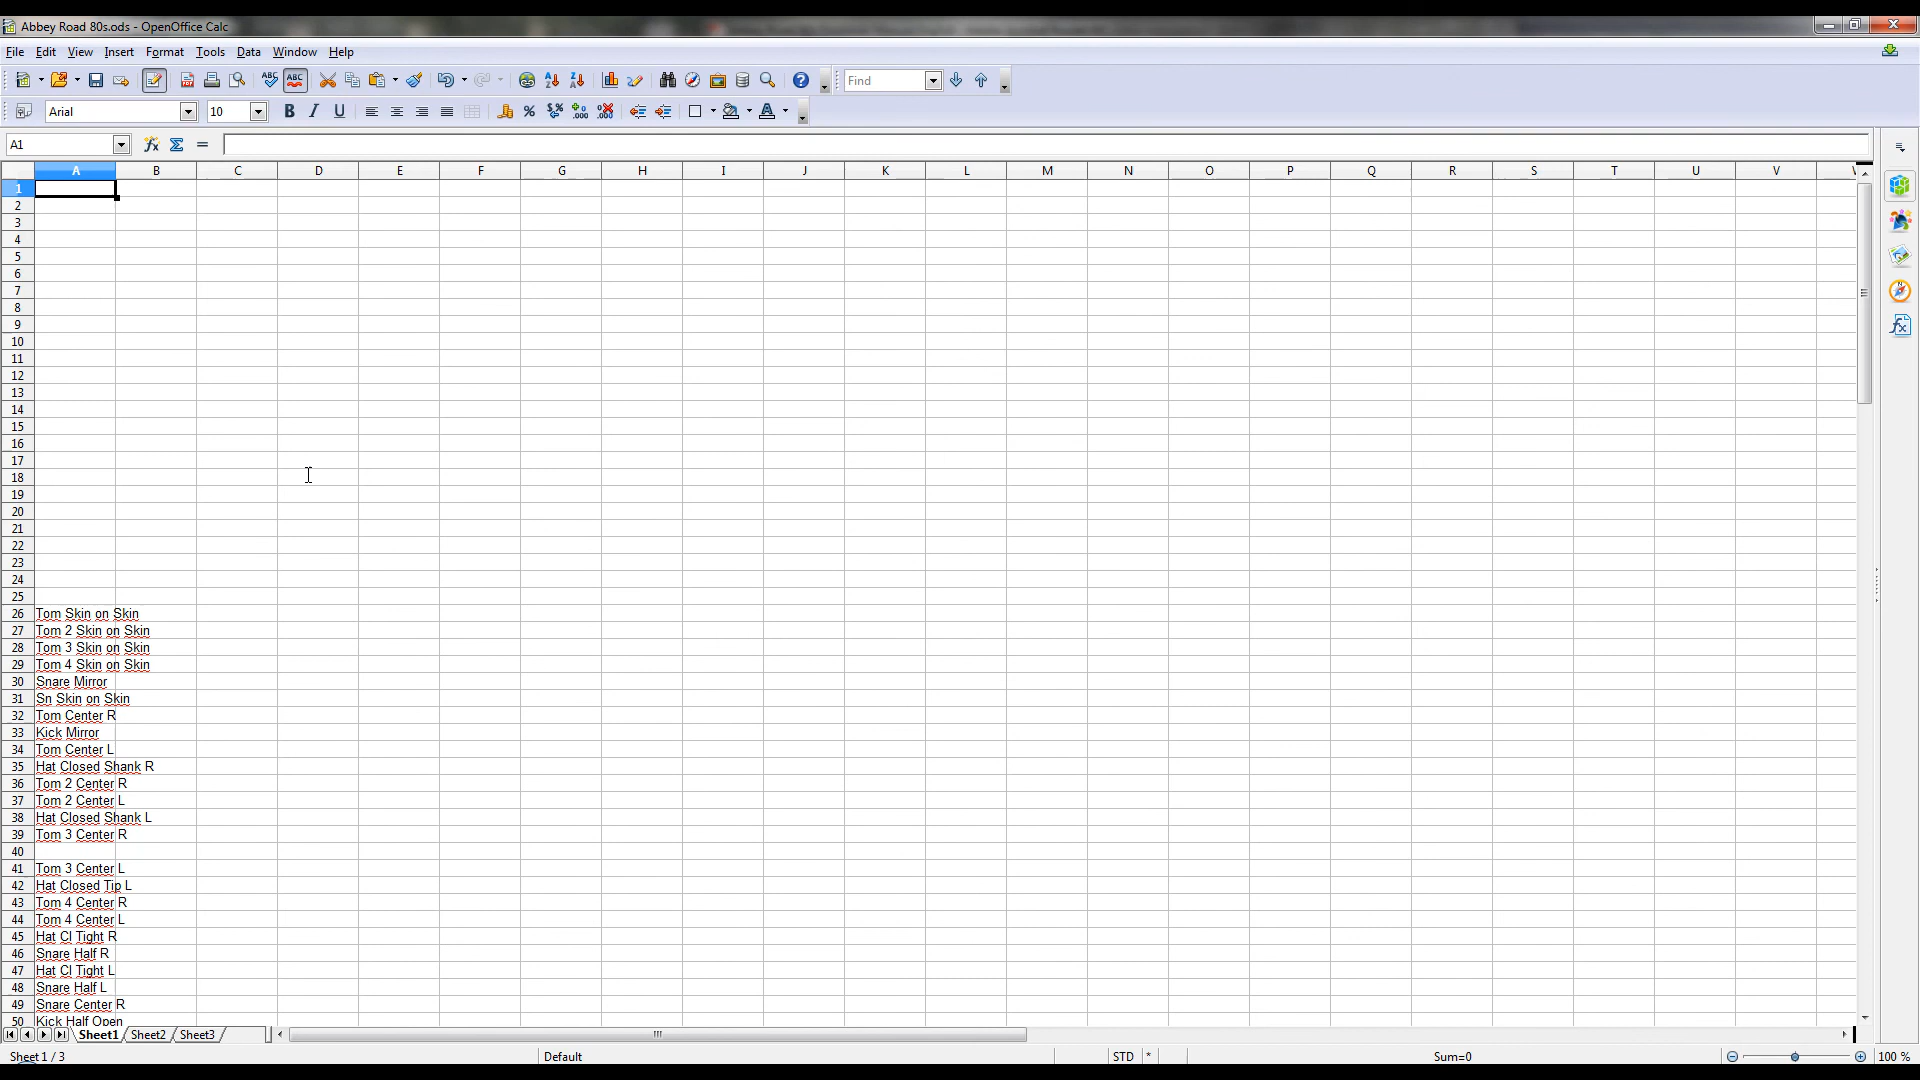 Abbey Road 80s.ods - OpenOffice Calc
File Edit View Insert Format Tools Data Window Help
Find
Arial 10
A1
A B C D E F G H I J K L M N O P Q R S T U V
1
2
3
4
5
6
7
8
9
10
11
12
13
14
15
16
17
18
19
20
21
22
23
24
25
26 Tom Skin on Skin
27 Tom 2 Skin on Skin
28 Tom 3 Skin on Skin
29 Tom 4 Skin on Skin
30 Snare Mirror
31 Sn Skin on Skin
32 Tom Center R
33 Kick Mirror
34 Tom Center L
35 Hat Closed Shank R
36 Tom 2 Center R
37 Tom 2 Center L
38 Hat Closed Shank L
39 Tom 3 Center R
40
41 Tom 3 Center L
42 Hat Closed Tip L
43 Tom 4 Center R
44 Tom 4 Center L
45 Hat Cl Tight R
46 Snare Half R
47 Hat Cl Tight L
48 Snare Half L
49 Snare Center R
50 Kick Half Open
Sheet1 Sheet2 Sheet3
Sheet 1 / 3 Default STD * Sum=0 100 %